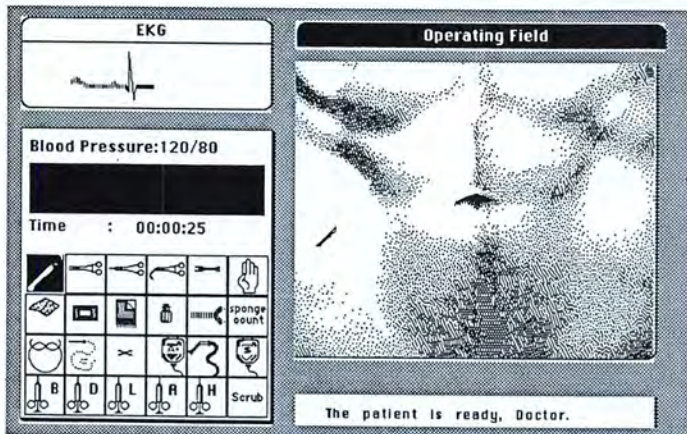 EKG
Operating Field
Blood Pressure:120/80
Time : 00:00:25
sponge
count
B D L A H Scrub
The patient is ready, Doctor.